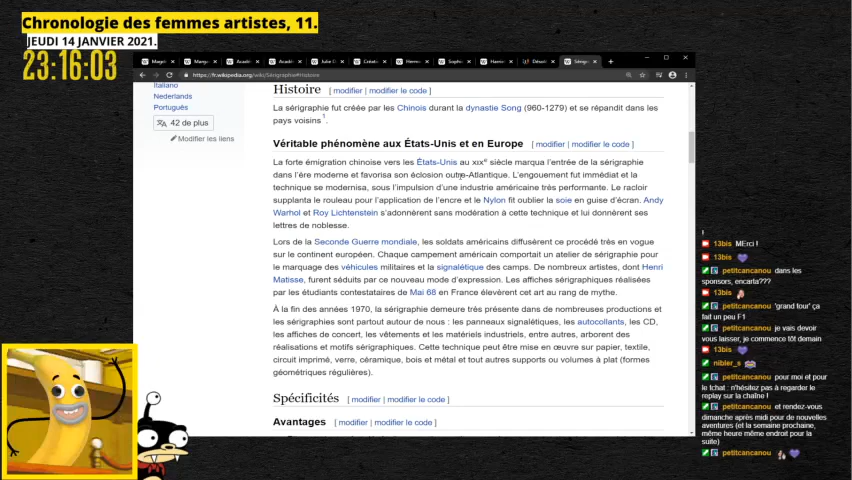 Chronologie des femmes artistes, 11.
JEUDI 14 JANVIER 2021.
23:16:03
https://fr.wikipedia.org/wiki/Sérigraphie#Histoire
Italiano
Nederlands
Português
42 de plus
Modifier les liens
Histoire [ modifier | modifier le code ]
La sérigraphie fut créée par les Chinois durant la dynastie Song (960-1279) et se répandit dans les
pays voisins 1.
Véritable phénomène aux États-Unis et en Europe [ modifier | modifier le code ]
La forte émigration chinoise vers les États-Unis au XIXe siècle marqua l'entrée de la sérigraphie
dans l'ère moderne et favorisa son éclosion outre-Atlantique. L'engouement fut immédiat et la
technique se modernisa, sous l'impulsion d'une industrie américaine très performante. Le racloir
supplanta le rouleau pour l'application de l'encre et le Nylon fit oublier la soie en guise d'écran. Andy
Warhol et Roy Lichtenstein s'adonnèrent sans modération à cette technique et lui donnèrent ses
lettres de noblesse.
Lors de la Seconde Guerre mondiale, les soldats américains diffusèrent ce procédé très en vogue
sur le continent européen. Chaque campement américain comportait un atelier de sérigraphie pour
le marquage des véhicules militaires et la signalétique des camps. De nombreux artistes, dont Henri
Matisse, furent séduits par ce nouveau mode d'expression. Les affiches sérigraphiques réalisées
par les étudiants contestataires de Mai 68 en France élevèrent cet art au rang de mythe.
À la fin des années 1970, la sérigraphie demeure très présente dans de nombreuses productions et
les sérigraphies sont partout autour de nous : les panneaux signalétiques, les autocollants, les CD,
les affiches de concert, les vêtements et les matériels industriels, entre autres, arborent des
réalisations et motifs sérigraphiques. Cette technique peut être mise en œuvre sur papier, textile,
circuit imprimé, verre, céramique, bois et métal et tout autres supports ou volumes à plat (formes
géométriques régulières).
Spécificités [ modifier | modifier le code ]
Avantages [ modifier | modifier le code ]
!
13bis MErci !
13bis
petitcancanou dans les
sponsors, encarta???
13bis
petitcancanou 'grand tour' ça
fait un peu F1
petitcancanou je vais devoir
vous laisser, je commence tôt demain
13bis
nibler_s
petitcancanou pour moi et pour
le tchat : n'hésitez pas à regarder le
replay sur la chaîne !
petitcancanou et rendez-vous
dimanche après midi pour de nouvelles
aventures (et la semaine prochaine,
même heure même endroit pour la
suite)
petitcancanou